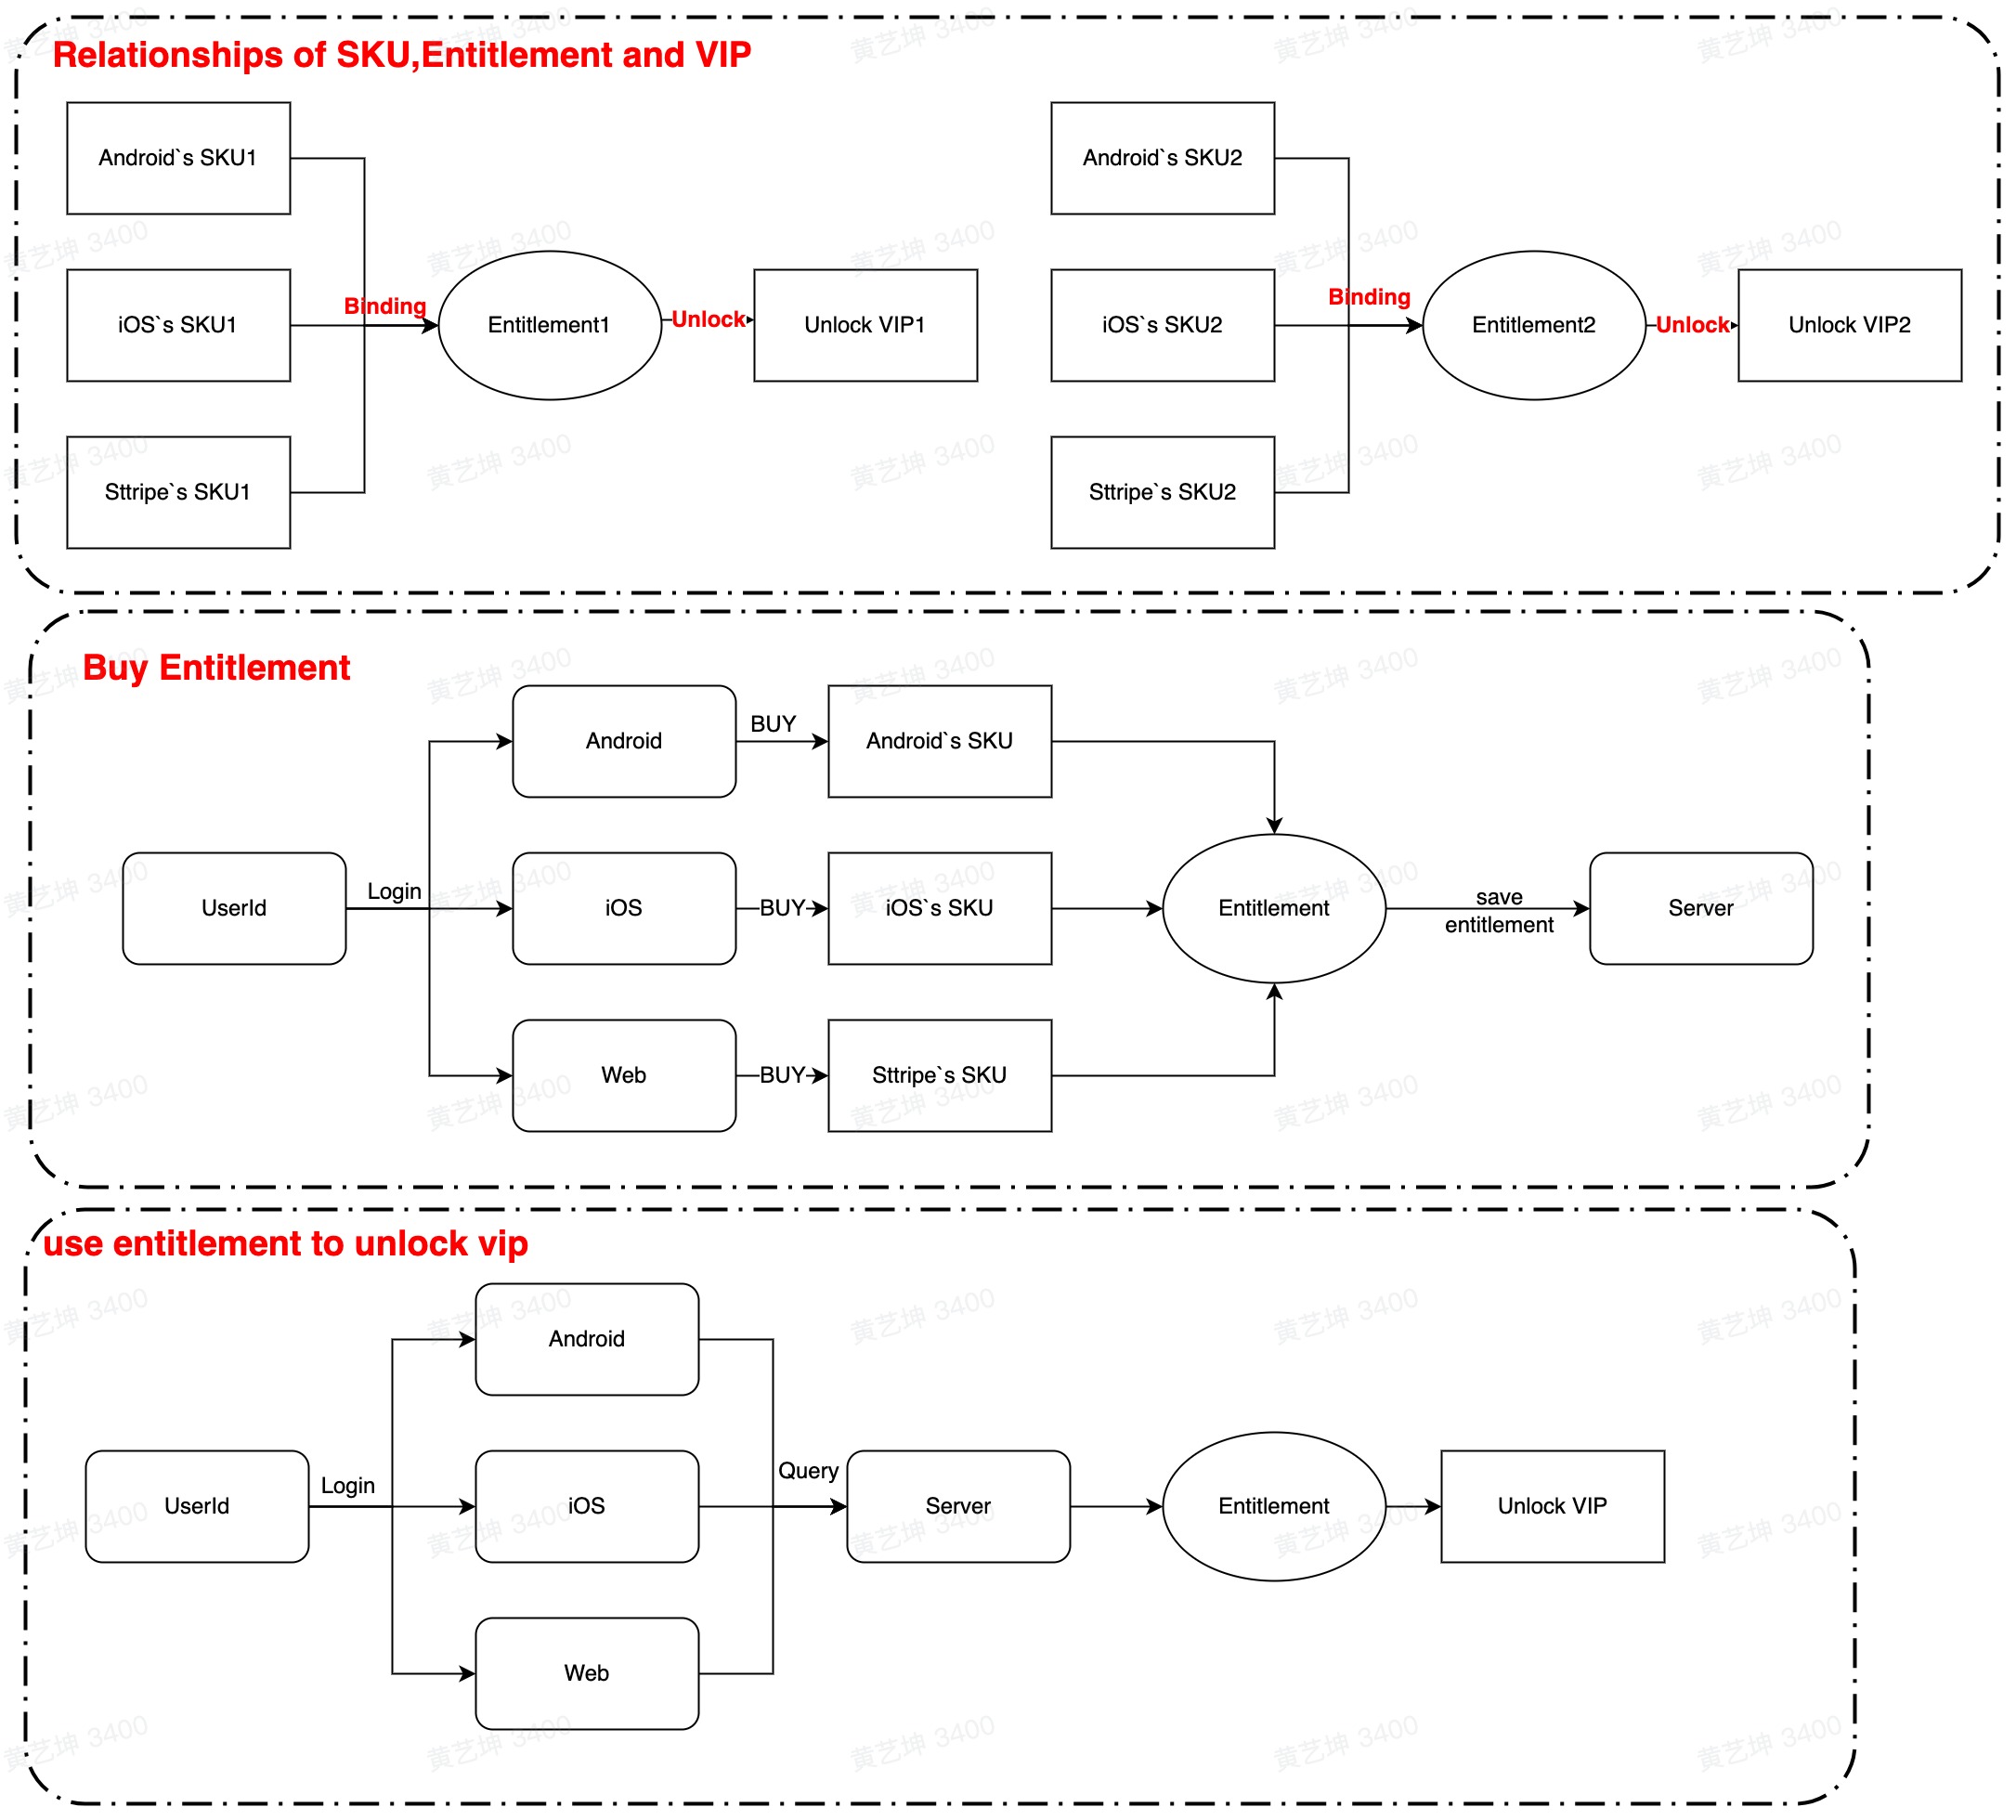 Relationships of SKU,Entitlement and VIP
Android`s SKU1
Android`s SKU2
Binding
Binding
iOS`s SKU1
Entitlement1
Unlock
Unlock VIP1
iOS`s SKU2
Entitlement2
Unlock
Unlock VIP2
Sttripe`s SKU1
Sttripe`s SKU2
Buy Entitlement
Android
BUY
Android`s SKU
UserId
Login
iOS
BUY
iOS`s SKU
Entitlement
save
entitlement
Server
Web
BUY
Sttripe`s SKU
use entitlement to unlock vip
Android
UserId
Login
iOS
Query
Server
Entitlement
Unlock VIP
Web
黄艺坤 3400